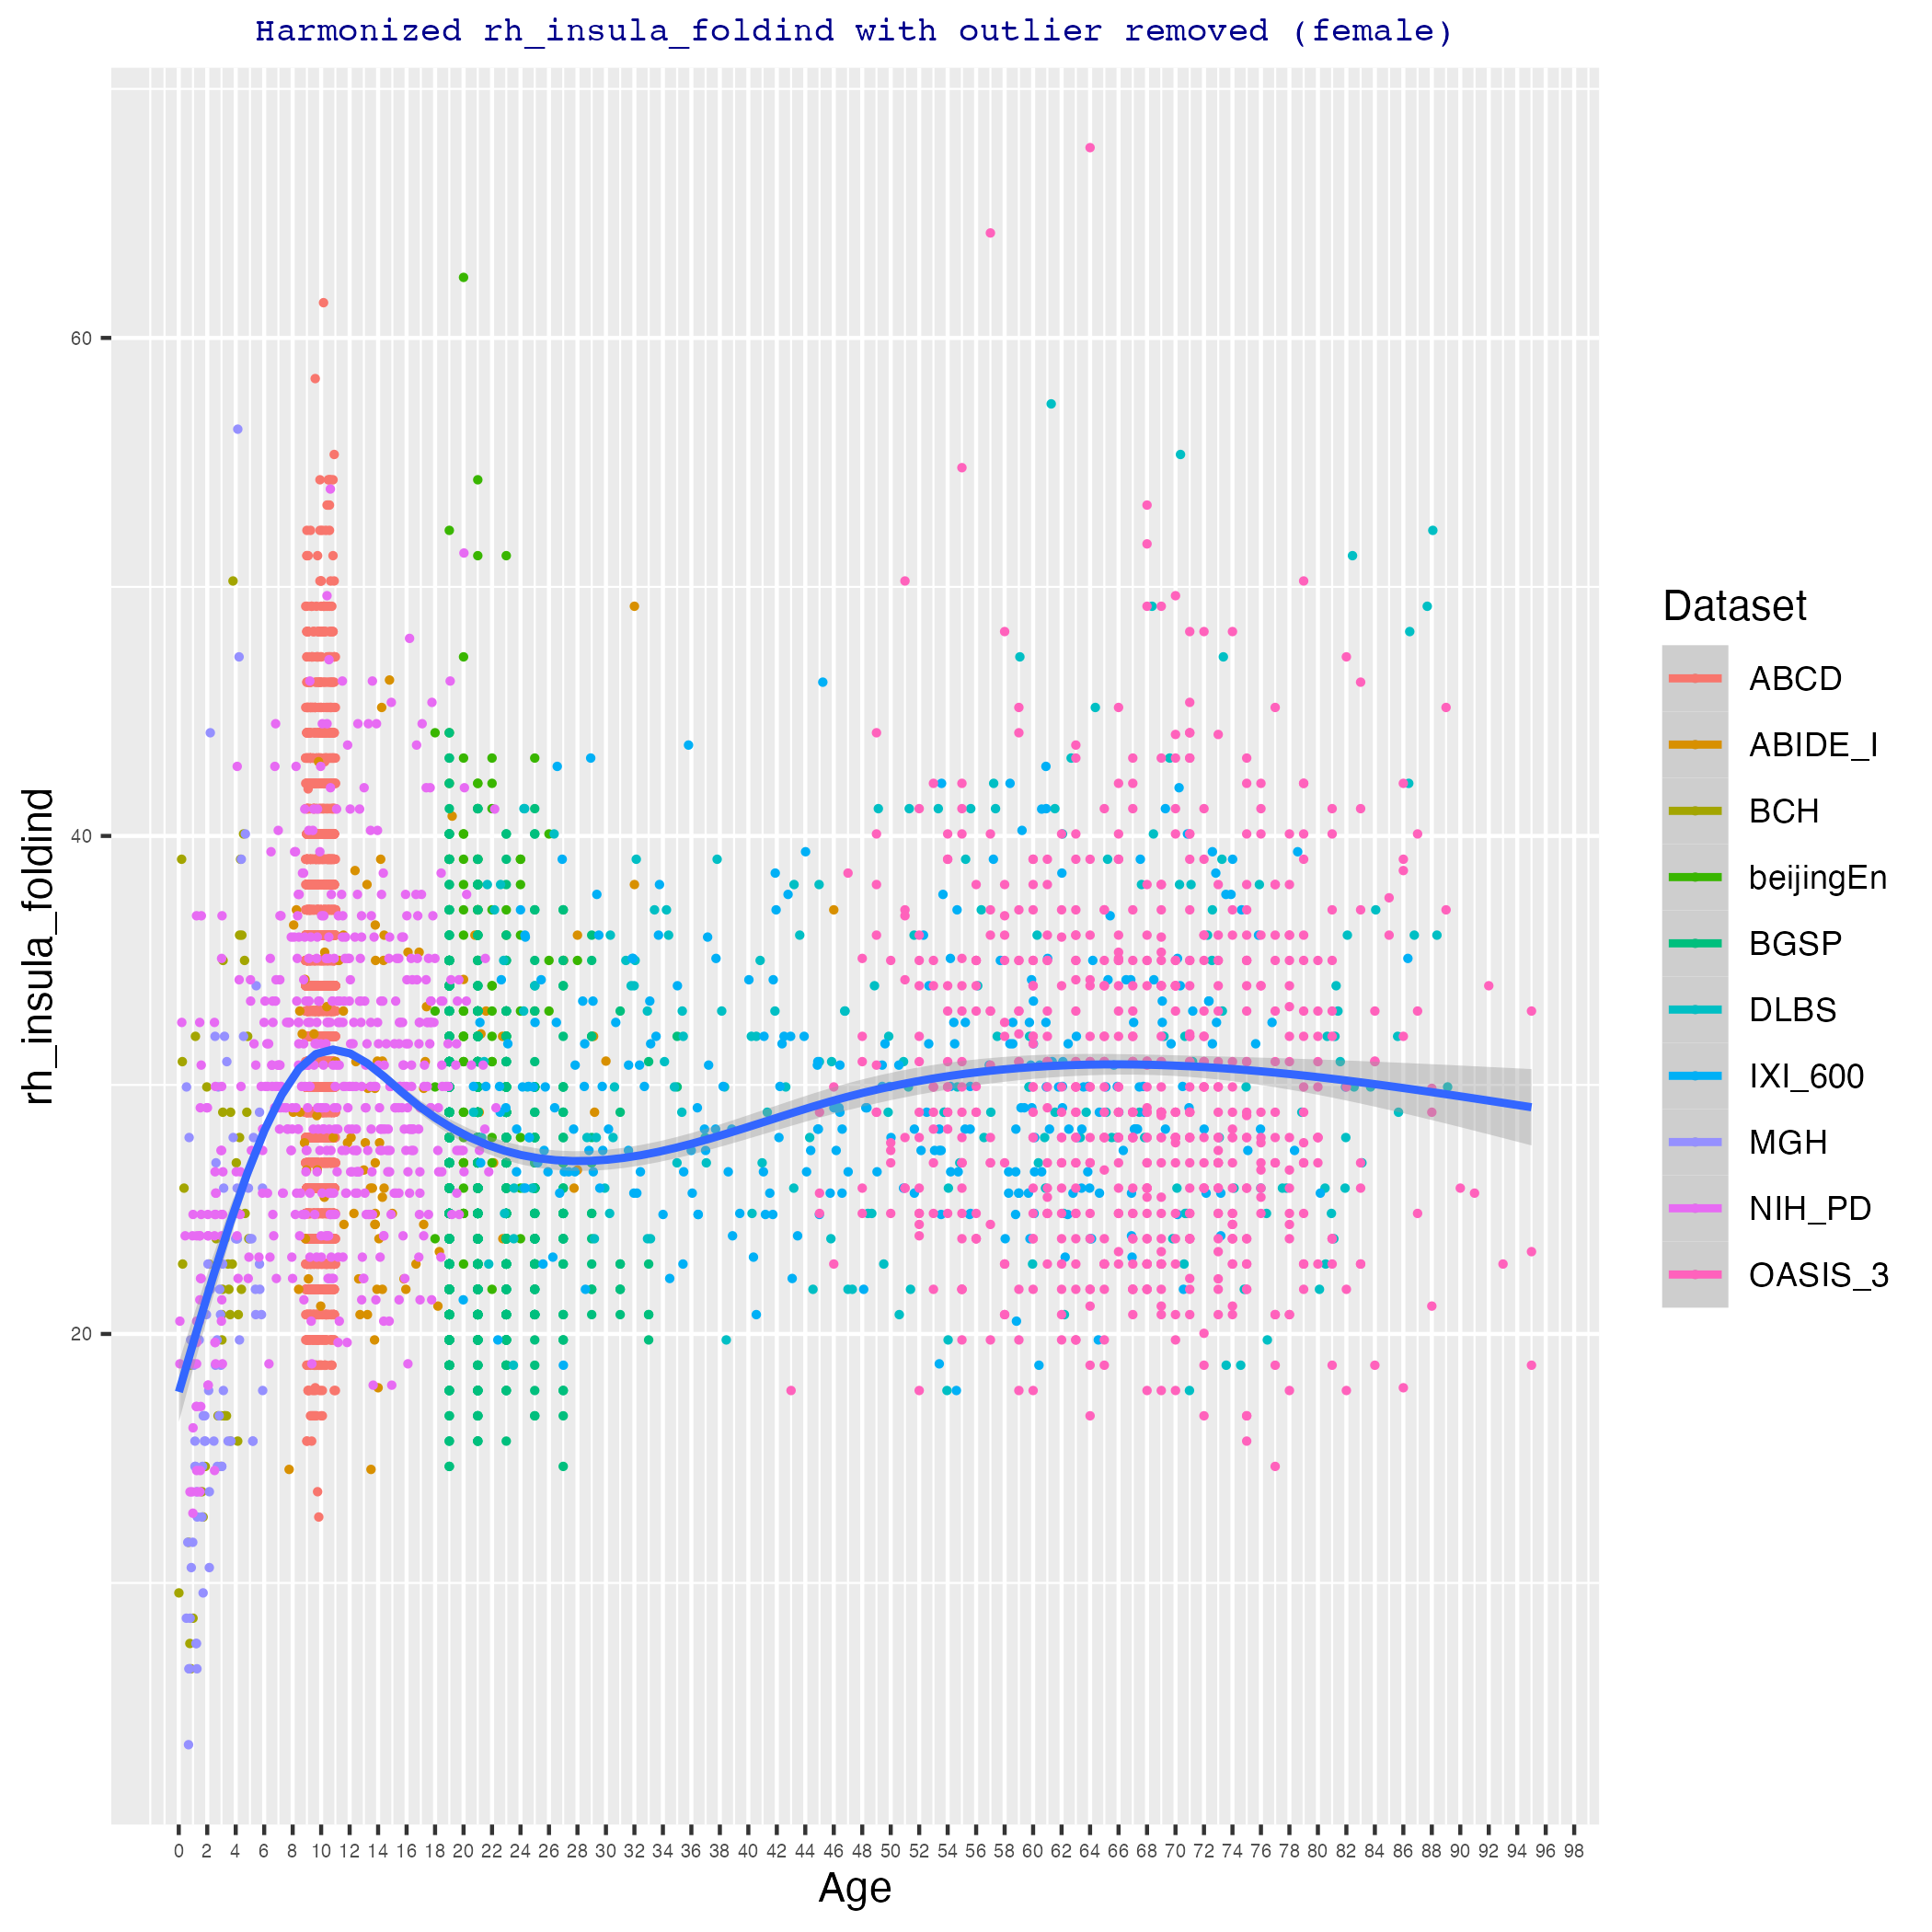 Harmonized rh_insula_foldind with outlier removed (female)
rh_insula_foldind
60
40
20
0 2 4 6 8 10 12 14 16 18 20 22 24 26 28 30 32 34 36 38 40 42 44 46 48 50 52 54 56 58 60 62 64 66 68 70 72 74 76 78 80 82 84 86 88 90 92 94 96 98
Age
Dataset
ABCD
ABIDE_I
BCH
beijingEn
BGSP
DLBS
IXI_600
MGH
NIH_PD
OASIS_3